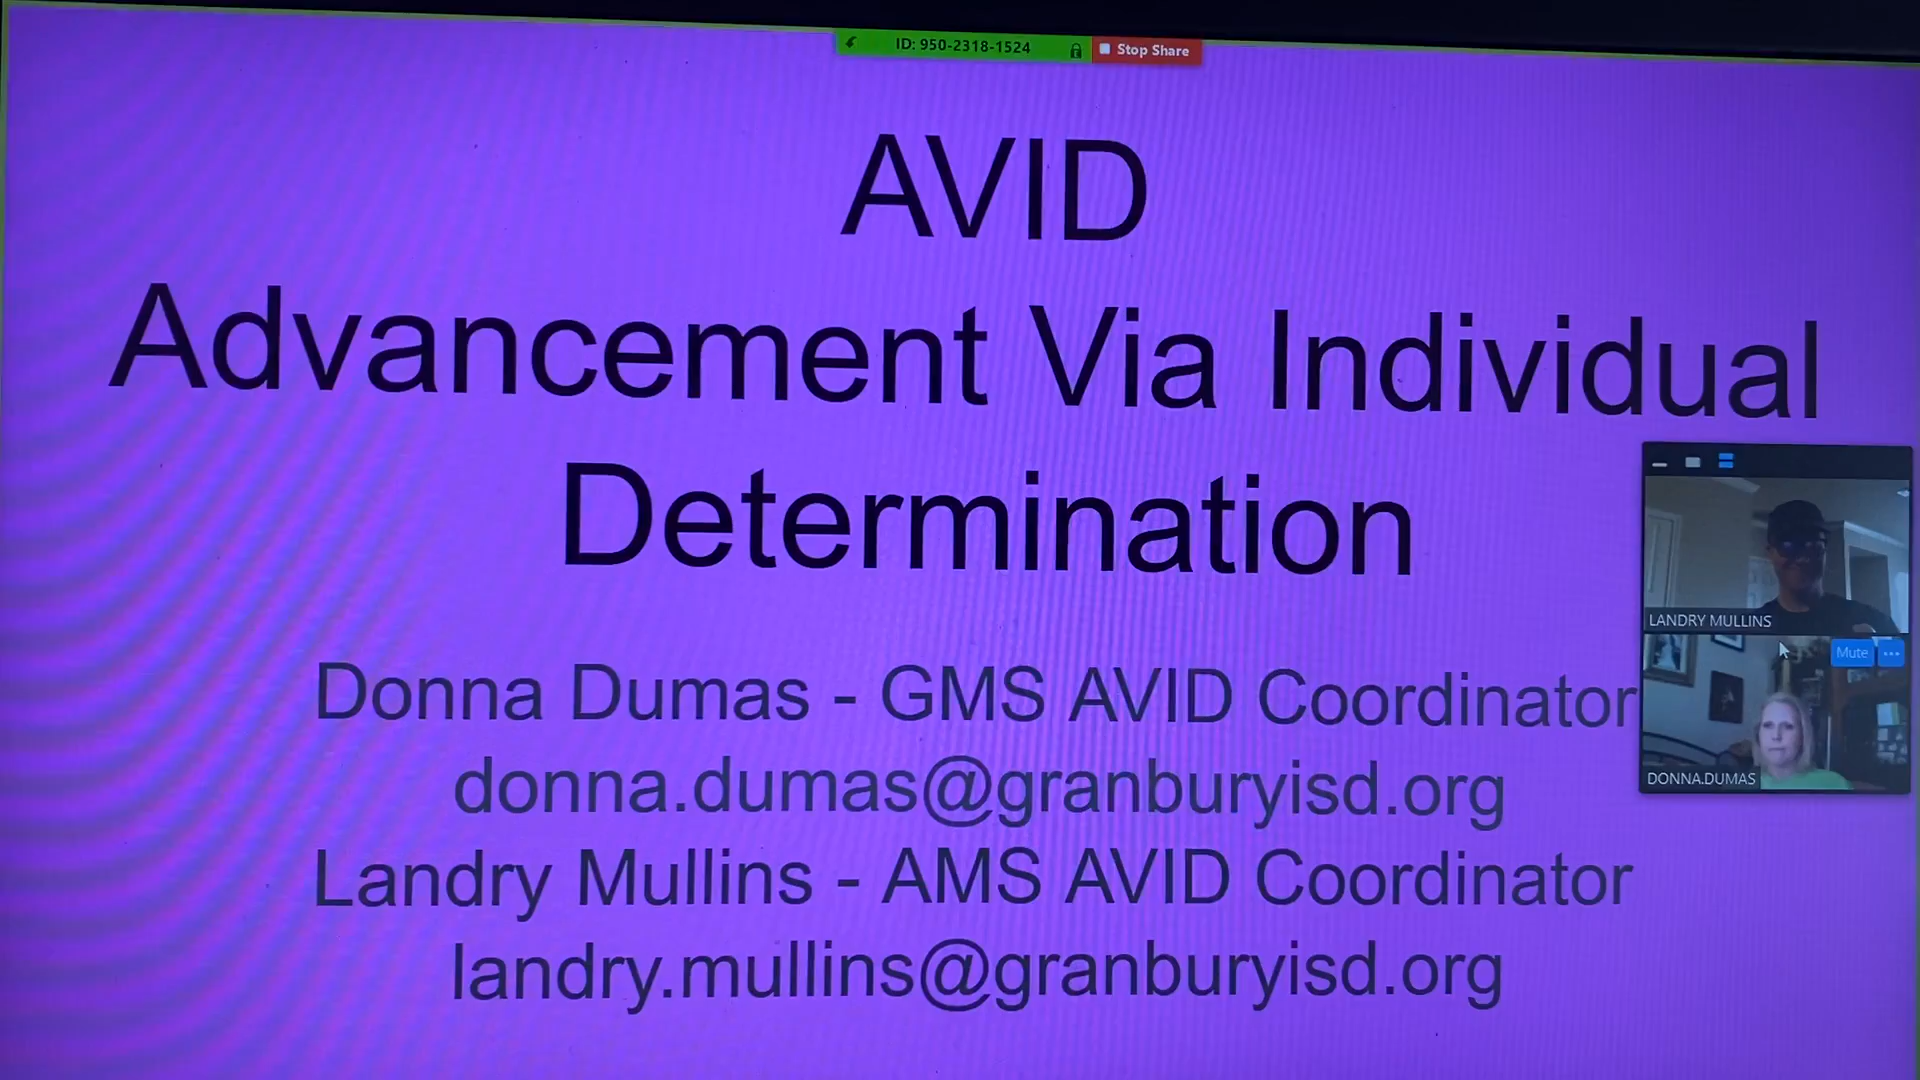 ID: 950-2318-1524
Stop Share
AVID
Advancement Via Individual
Determination
LANDRY MULLINS
Mute
Donna Dumas - GMS AVID Coordinator
DONNA.DUMAS
donna.dumas@granburyisd.org
Landry Mullins - AMS AVID Coordinator
landry.mullins@granburyisd.org